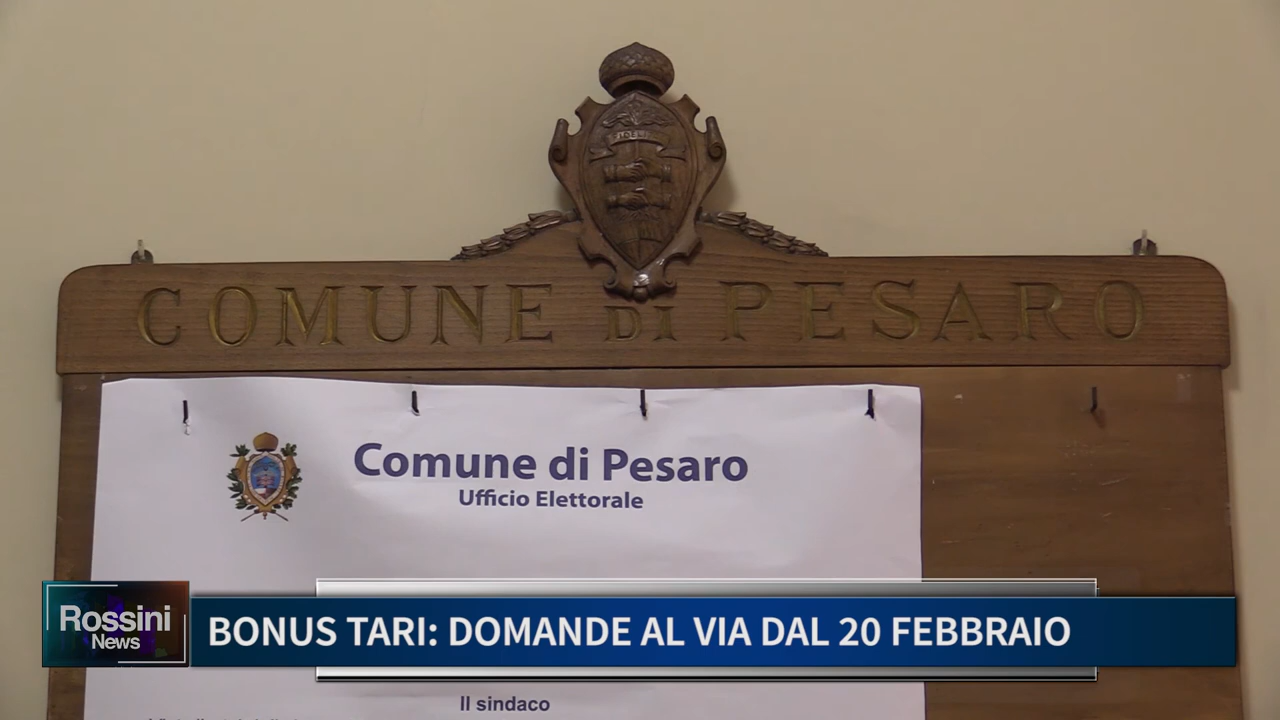 FIDELI
COMUNE DI PESARO
Comune di Pesaro
Ufficio Elettorale
Rossini
News
BONUS TARI: DOMANDE AL VIA DAL 20 FEBBRAIO
Il sindaco